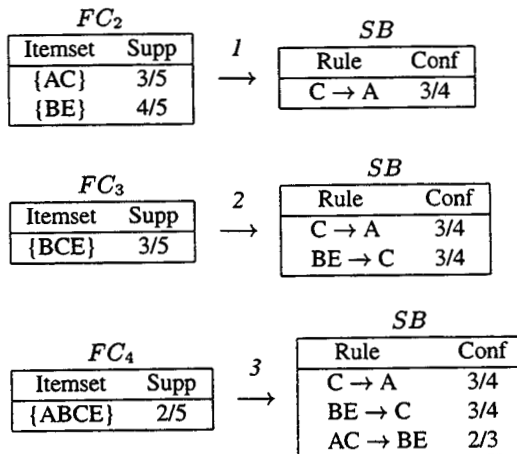 FC₂ 1 SB
Itemset Supp Rule Conf
{AC} 3/5 → C → A 3/4
{BE} 4/5
FC₃ 2 SB
Itemset Supp Rule Conf
{BCE} 3/5 → C → A 3/4
BE → C 3/4
FC₄ 3 SB
Itemset Supp Rule Conf
{ABCE} 2/5 → C → A 3/4
BE → C 3/4
AC → BE 2/3